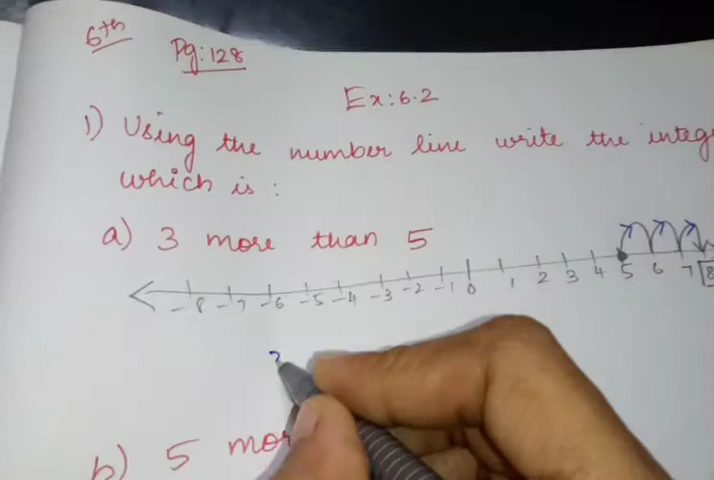 6th
Pg:128
Ex:6.2
1) Using the number line write the integ
which is :
a) 3 more than 5
-8 -7 -6 -5 -4 -3 -2 -1 0 1 2 3 4 5 6 7 8
b) 5 mor